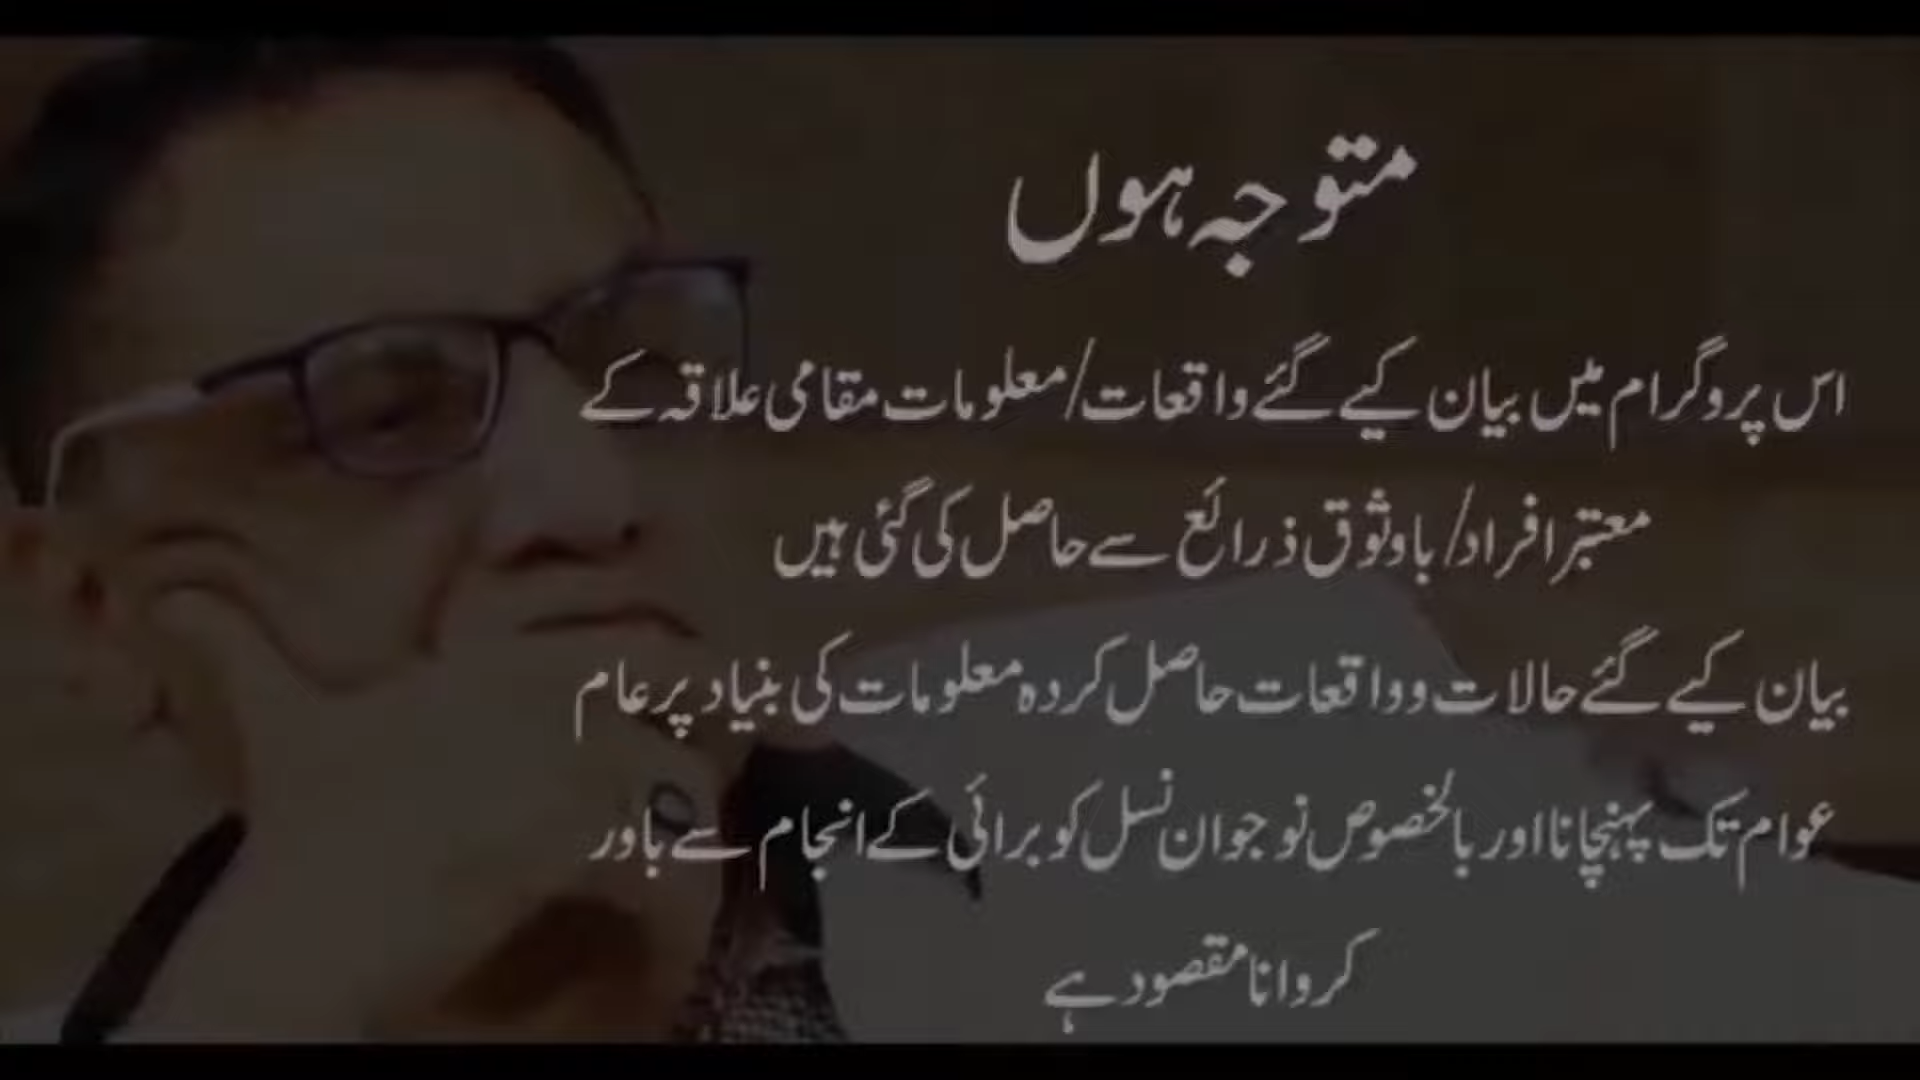 متوجہ ہوں
اس پروگرام میں بیان کیے گئے واقعات/معلومات مقامی علاقہ کے
معتبر افراد/باوثوق ذرائع سے حاصل کی گئی ہیں
بیان کیے گئے حالات و واقعات حاصل کردہ معلومات کی بنیاد پر عام
عوام تک پہنچانا اور بالخصوص نوجوان نسل کو برائی کے انجام سے باور
کروانا مقصود ہے